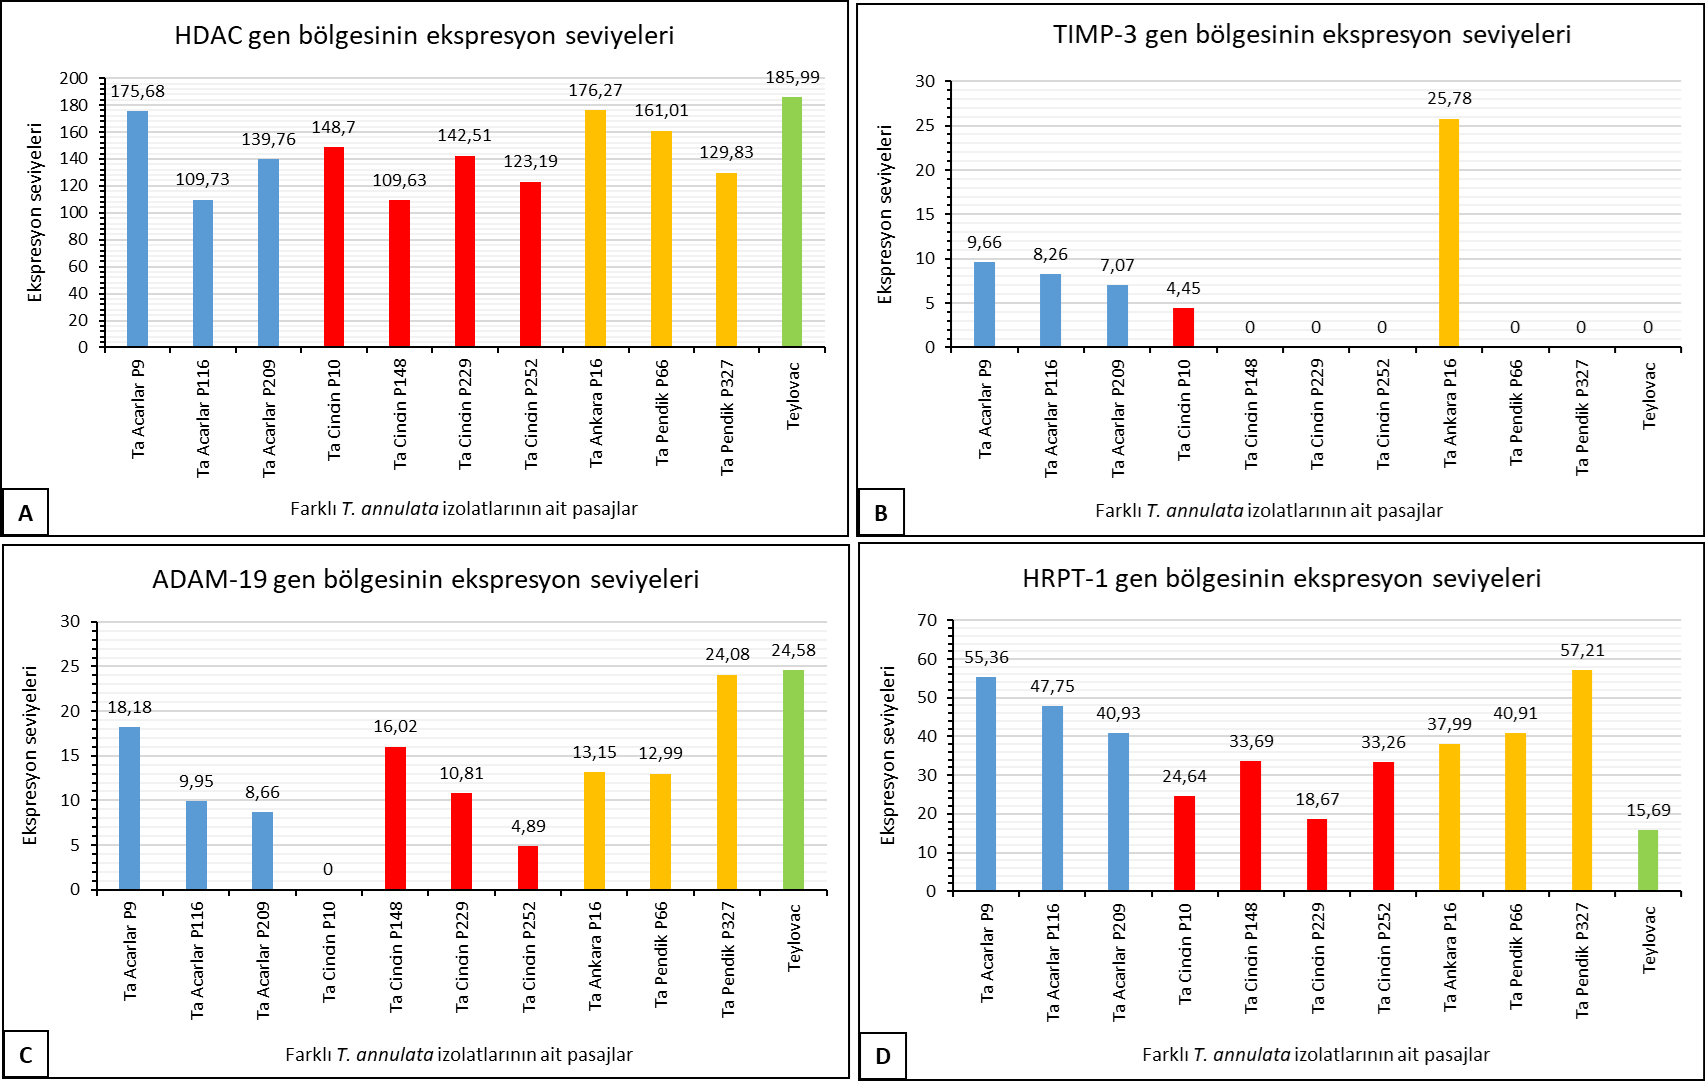 HDAC gen bölgesinin ekspresyon seviyeleri
Ekspresyon seviyeleri
200
180
160
140
120
100
80
60
40
20
0
175,68
109,73
139,76
148,7
109,63
142,51
123,19
176,27
161,01
129,83
185,99
Ta Acarlar P9
Ta Acarlar P116
Ta Acarlar P209
Ta Cincin P10
Ta Cincin P148
Ta Cincin P229
Ta Cincin P252
Ta Ankara P16
Ta Pendik P66
Ta Pendik P327
Teylovac
Farklı T. annulata izolatlarının ait pasajlar
A
TIMP-3 gen bölgesinin ekspresyon seviyeleri
Ekspresyon seviyeleri
30
25
20
15
10
5
0
9,66
8,26
7,07
4,45
0
0
0
25,78
0
0
0
Ta Acarlar P9
Ta Acarlar P116
Ta Acarlar P209
Ta Cincin P10
Ta Cincin P148
Ta Cincin P229
Ta Cincin P252
Ta Ankara P16
Ta Pendik P66
Ta Pendik P327
Teylovac
Farklı T. annulata izolatlarının ait pasajlar
B
ADAM-19 gen bölgesinin ekspresyon seviyeleri
Ekspresyon seviyeleri
30
25
20
15
10
5
0
18,18
9,95
8,66
0
16,02
10,81
4,89
13,15
12,99
24,08
24,58
Ta Acarlar P9
Ta Acarlar P116
Ta Acarlar P209
Ta Cincin P10
Ta Cincin P148
Ta Cincin P229
Ta Cincin P252
Ta Ankara P16
Ta Pendik P66
Ta Pendik P327
Teylovac
Farklı T. annulata izolatlarının ait pasajlar
C
HRPT-1 gen bölgesinin ekspresyon seviyeleri
Ekspresyon seviyeleri
70
60
50
40
30
20
10
0
55,36
47,75
40,93
24,64
33,69
18,67
33,26
37,99
40,91
57,21
15,69
Ta Acarlar P9
Ta Acarlar P116
Ta Acarlar P209
Ta Cincin P10
Ta Cincin P148
Ta Cincin P229
Ta Cincin P252
Ta Ankara P16
Ta Pendik P66
Ta Pendik P327
Teylovac
Farklı T. annulata izolatlarının ait pasajlar
D